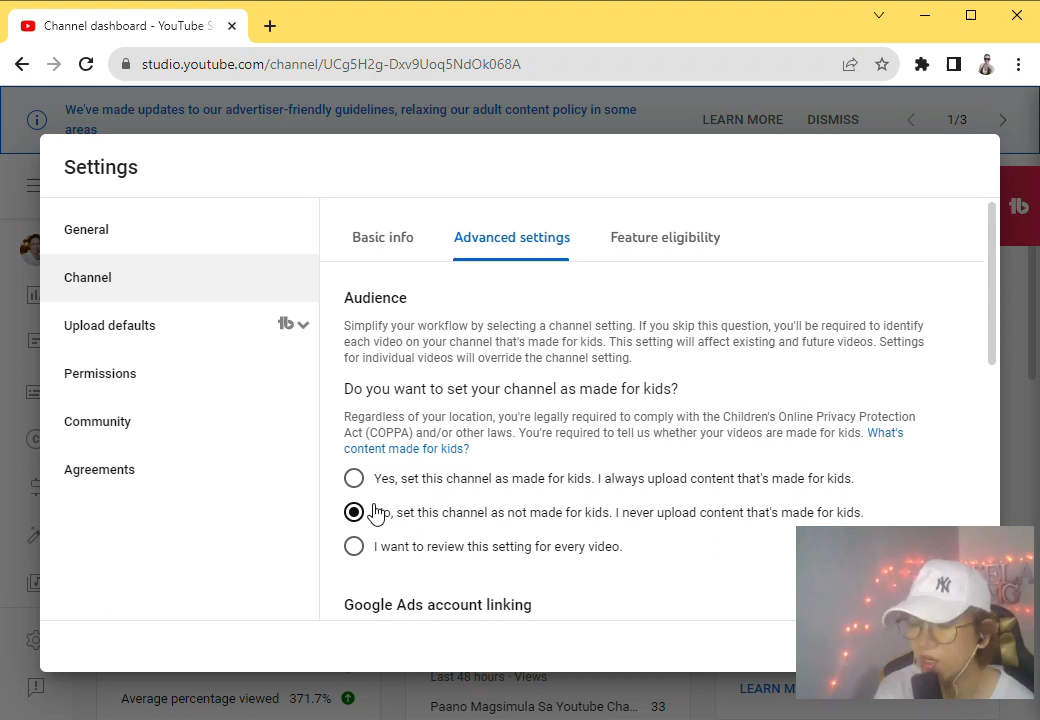 Channel dashboard - YouTube S
studio.youtube.com/channel/UCg5H2g-Dxv9Uoq5NdOk068A
We've made updates to our advertiser-friendly guidelines, relaxing our adult content policy in some
areas
LEARN MORE
DISMISS
1/3
Settings
General
Channel
Upload defaults
Permissions
Community
Agreements
Basic info
Advanced settings
Feature eligibility
Audience
Simplify your workflow by selecting a channel setting. If you skip this question, you'll be required to identify
each video on your channel that's made for kids. This setting will affect existing and future videos. Settings
for individual videos will override the channel setting.
Do you want to set your channel as made for kids?
Regardless of your location, you're legally required to comply with the Children's Online Privacy Protection
Act (COPPA) and/or other laws. You're required to tell us whether your videos are made for kids. What's
content made for kids?
Yes, set this channel as made for kids. I always upload content that's made for kids.
No, set this channel as not made for kids. I never upload content that's made for kids.
I want to review this setting for every video.
Google Ads account linking
Average percentage viewed 371.7%
Last 48 hours · Views
Paano Magsimula Sa Youtube Cha... 33
LEARN M
tb
tb
NY